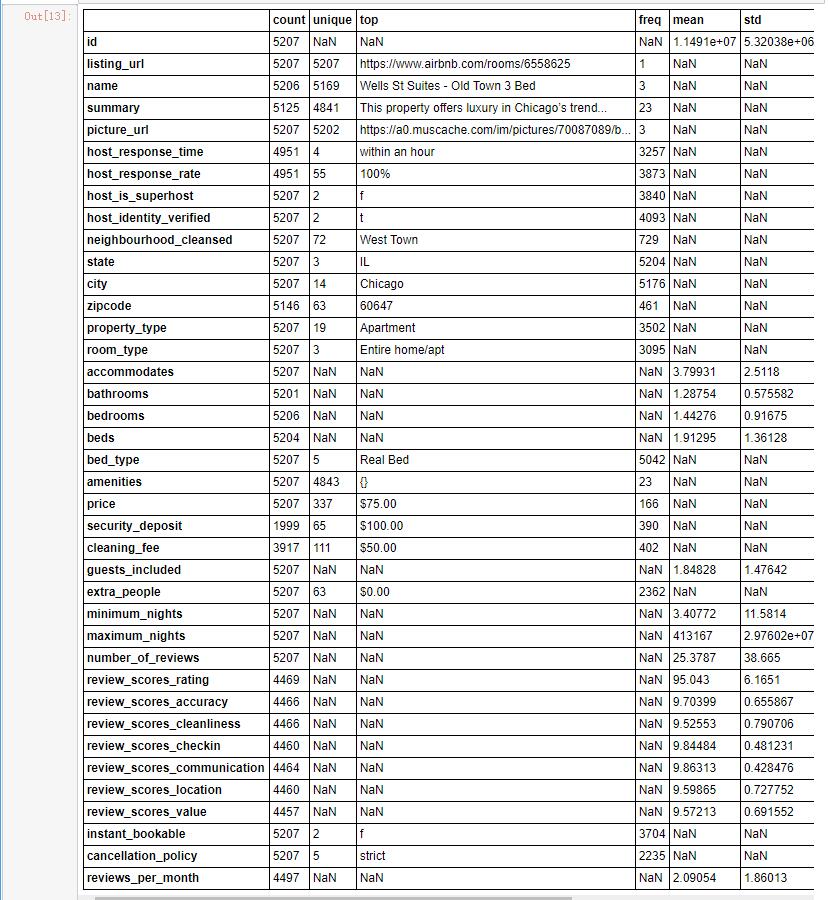 Out[13]:
count unique top freq mean std
id 5207 NaN NaN NaN 1.1491e+07 5.32038e+06
listing_url 5207 5207 https://www.airbnb.com/rooms/6558625 1 NaN NaN
name 5206 5169 Wells St Suites - Old Town 3 Bed 3 NaN NaN
summary 5125 4841 This property offers luxury in Chicago's trend... 23 NaN NaN
picture_url 5207 5202 https://a0.muscache.com/im/pictures/70087089/b... 3 NaN NaN
host_response_time 4951 4 within an hour 3257 NaN NaN
host_response_rate 4951 55 100% 3873 NaN NaN
host_is_superhost 5207 2 f 3840 NaN NaN
host_identity_verified 5207 2 t 4093 NaN NaN
neighbourhood_cleansed 5207 72 West Town 729 NaN NaN
state 5207 3 IL 5204 NaN NaN
city 5207 14 Chicago 5176 NaN NaN
zipcode 5146 63 60647 461 NaN NaN
property_type 5207 19 Apartment 3502 NaN NaN
room_type 5207 3 Entire home/apt 3095 NaN NaN
accommodates 5207 NaN NaN NaN 3.79931 2.5118
bathrooms 5201 NaN NaN NaN 1.28754 0.575582
bedrooms 5206 NaN NaN NaN 1.44276 0.91675
beds 5204 NaN NaN NaN 1.91295 1.36128
bed_type 5207 5 Real Bed 5042 NaN NaN
amenities 5207 4843 {} 23 NaN NaN
price 5207 337 $75.00 166 NaN NaN
security_deposit 1999 65 $100.00 390 NaN NaN
cleaning_fee 3917 111 $50.00 402 NaN NaN
guests_included 5207 NaN NaN NaN 1.84828 1.47642
extra_people 5207 63 $0.00 2362 NaN NaN
minimum_nights 5207 NaN NaN NaN 3.40772 11.5814
maximum_nights 5207 NaN NaN NaN 413167 2.97602e+07
number_of_reviews 5207 NaN NaN NaN 25.3787 38.665
review_scores_rating 4469 NaN NaN NaN 95.043 6.1651
review_scores_accuracy 4466 NaN NaN NaN 9.70399 0.655867
review_scores_cleanliness 4466 NaN NaN NaN 9.52553 0.790706
review_scores_checkin 4460 NaN NaN NaN 9.84484 0.481231
review_scores_communication 4464 NaN NaN NaN 9.86313 0.428476
review_scores_location 4460 NaN NaN NaN 9.59865 0.727752
review_scores_value 4457 NaN NaN NaN 9.57213 0.691552
instant_bookable 5207 2 f 3704 NaN NaN
cancellation_policy 5207 5 strict 2235 NaN NaN
reviews_per_month 4497 NaN NaN NaN 2.09054 1.86013